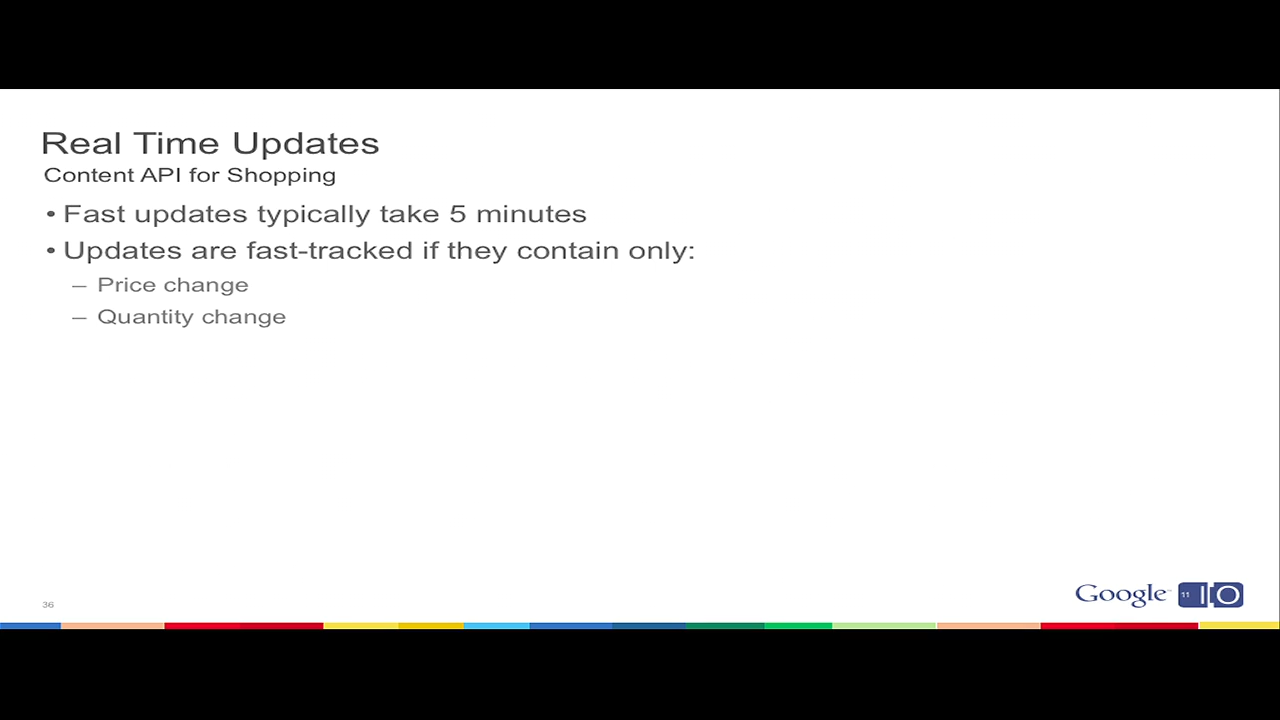 Real Time Updates
Content API for Shopping
• Fast updates typically take 5 minutes
• Updates are fast-tracked if they contain only:
– Price change
– Quantity change
36
Google 11 IO